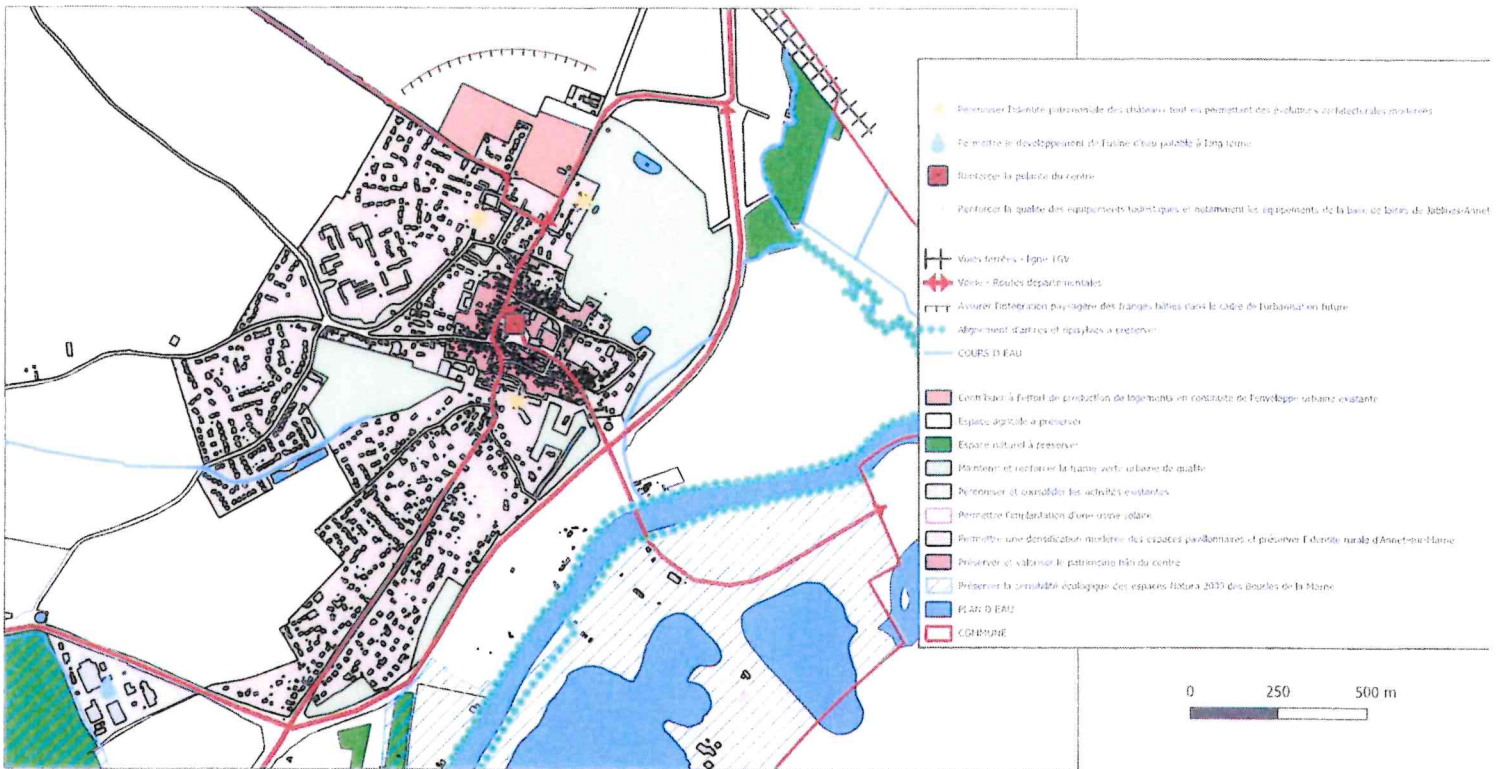 Pérenniser l'identité patrimoniale des châteaux tout en permettant des évolutions architecturales modérées
Permettre le développement de l'usine d'eau potable à long terme
Renforcer la polarité du centre
Renforcer la qualité des équipements touristiques et notamment les équipements de la base de loisirs de Jablines-Annet
Voies ferrées - ligne LGV
Voirie - Routes départementales
Assurer l'intégration paysagère des franges bâties dans le cadre de l'urbanisation future
Alignement d'arbres et ripisylves à préserver
COURS D EAU
Contribuer à l'effort de production de logements en continuité de l'enveloppe urbaine existante
Espace agricole à préserver
Espace naturel à préserver
Maintenir et renforcer la trame verte urbaine de qualité
Pérenniser et consolider les activités existantes
Permettre l'implantation d'une usine solaire
Permettre une densification modérée des espaces pavillonnaires et préserver l'identité rurale d'Annet-sur-Marne
Préserver et valoriser le patrimoine bâti du centre
Préserver la sensibilité écologique des espaces Natura 2000 des Boucles de la Marne
PLAN D EAU
COMMUNE
0 250 500 m